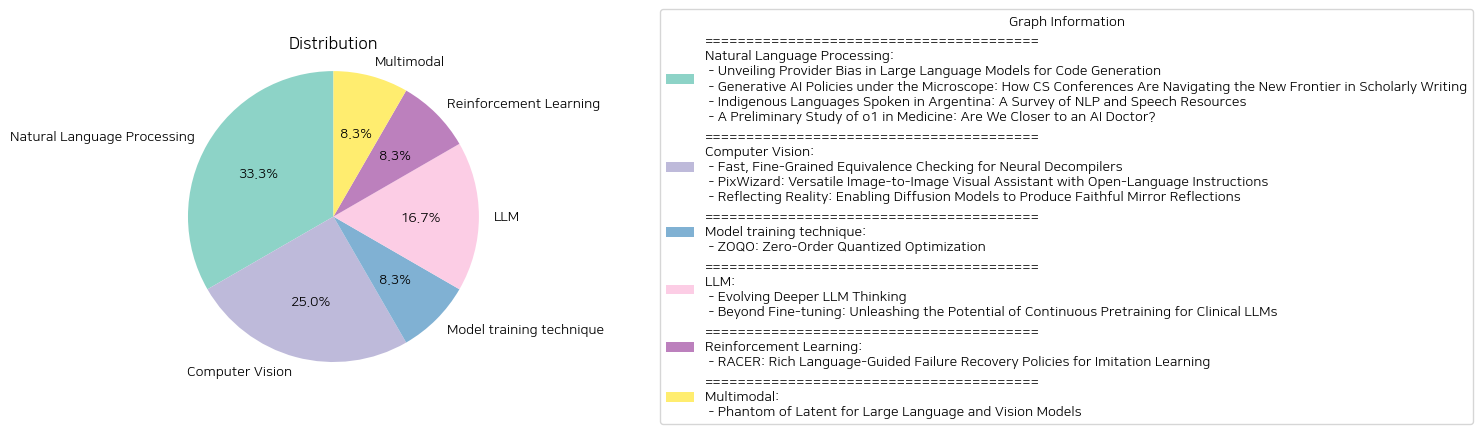 Distribution
Multimodal
Reinforcement Learning
Natural Language Processing
8.3%
8.3%
33.3%
16.7%
LLM
8.3%
25.0%
Model training technique
Computer Vision
Graph Information
========================================
Natural Language Processing:
- Unveiling Provider Bias in Large Language Models for Code Generation
- Generative AI Policies under the Microscope: How CS Conferences Are Navigating the New Frontier in Scholarly Writing
- Indigenous Languages Spoken in Argentina: A Survey of NLP and Speech Resources
- A Preliminary Study of o1 in Medicine: Are We Closer to an AI Doctor?
========================================
Computer Vision:
- Fast, Fine-Grained Equivalence Checking for Neural Decompilers
- PixWizard: Versatile Image-to-Image Visual Assistant with Open-Language Instructions
- Reflecting Reality: Enabling Diffusion Models to Produce Faithful Mirror Reflections
========================================
Model training technique:
- ZOQO: Zero-Order Quantized Optimization
========================================
LLM:
- Evolving Deeper LLM Thinking
- Beyond Fine-tuning: Unleashing the Potential of Continuous Pretraining for Clinical LLMs
========================================
Reinforcement Learning:
- RACER: Rich Language-Guided Failure Recovery Policies for Imitation Learning
========================================
Multimodal:
- Phantom of Latent for Large Language and Vision Models